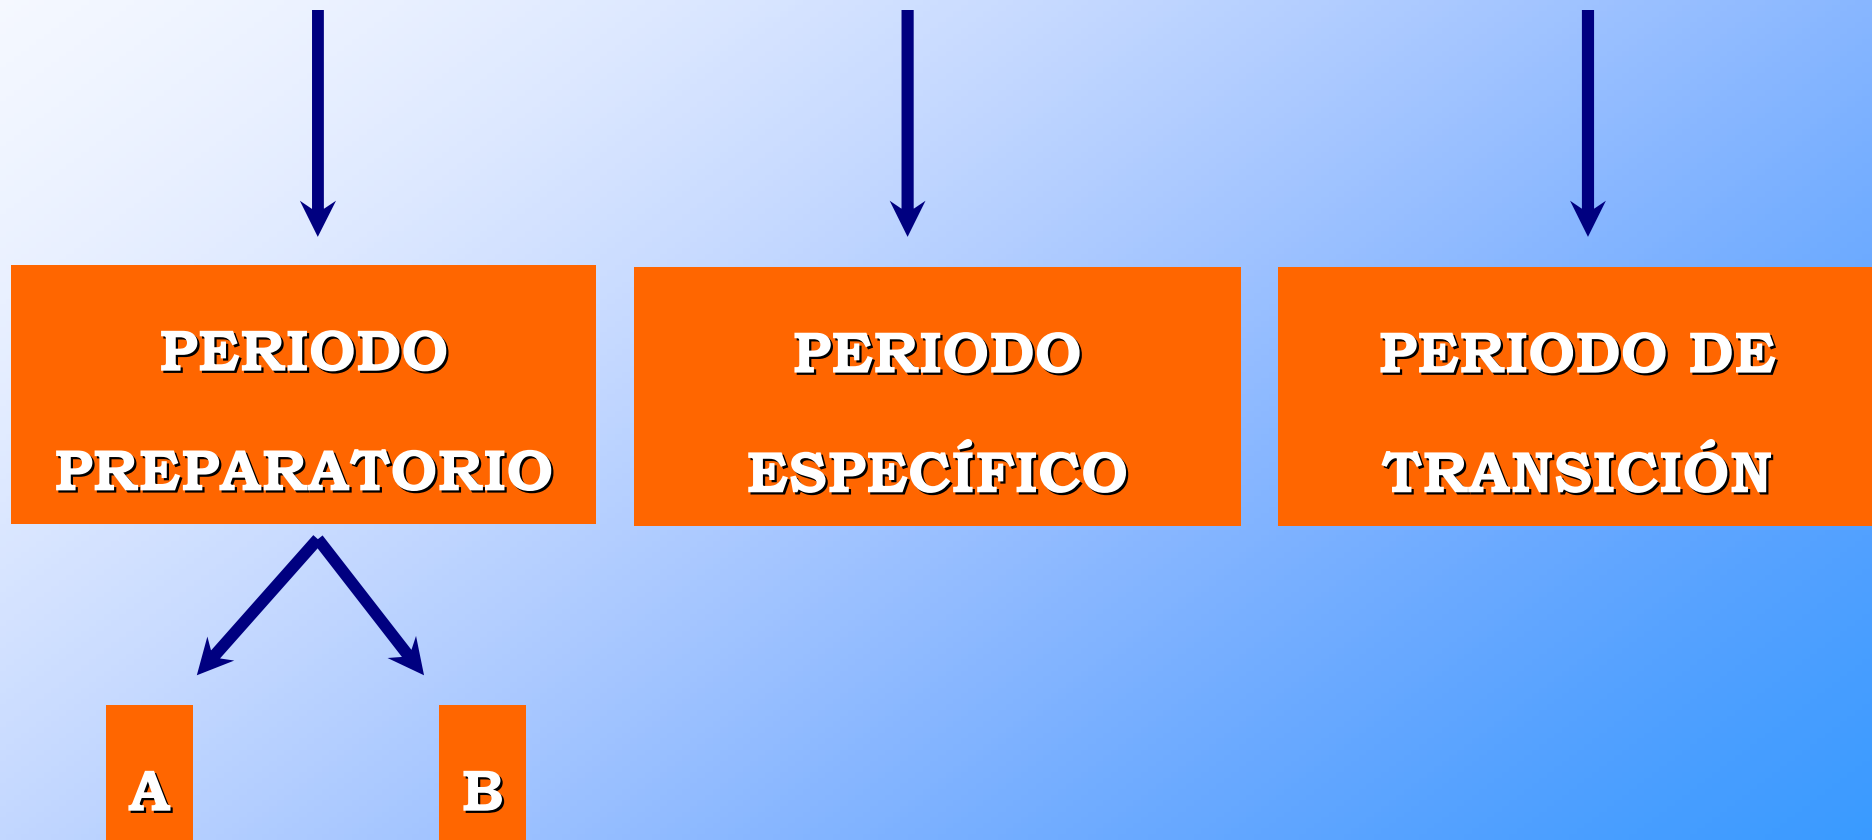 PERIODO
PREPARATORIO
PERIODO
ESPECÍFICO
PERIODO DE
TRANSICIÓN
A
B